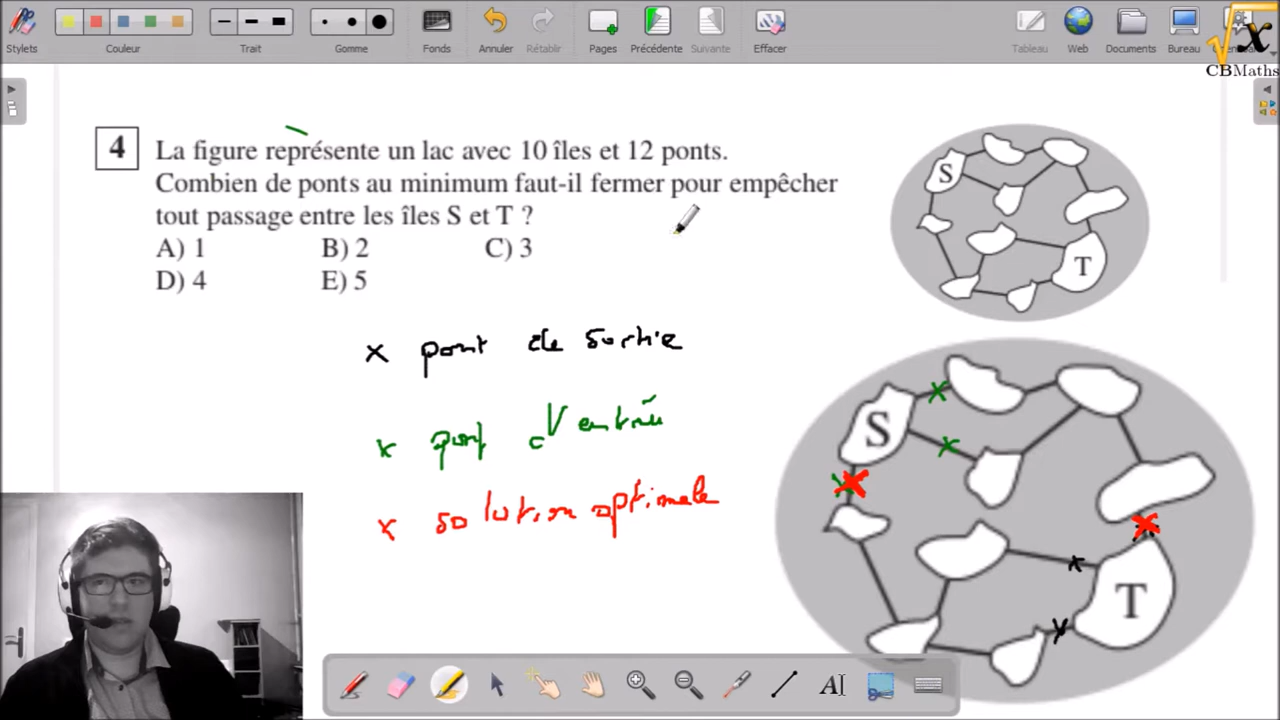 Stylets Couleur Trait Gomme Fonds Annuler Rétablir Pages Précédente Suivante Effacer Tableau Web Documents Bureau
CBMaths
4 La figure représente un lac avec 10 îles et 12 ponts.
Combien de ponts au minimum faut-il fermer pour empêcher
tout passage entre les îles S et T ?
A) 1 B) 2 C) 3
D) 4 E) 5
S
T
x pont de sortie
x pont d'entrée
x solution optimale
S
T
AI